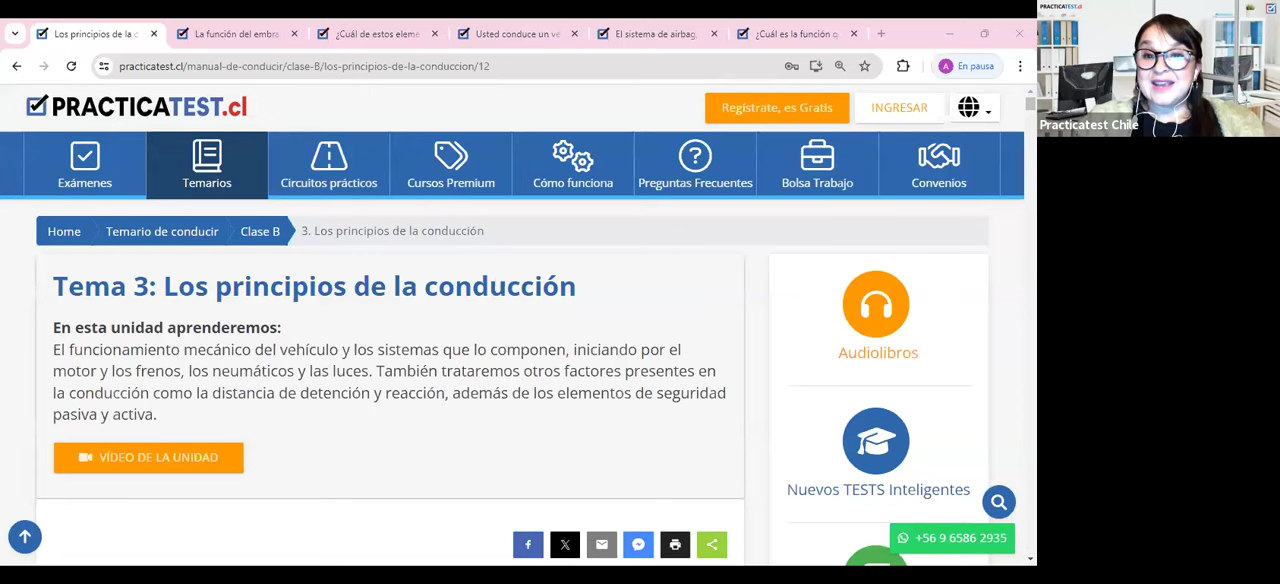 Los principios de la c
La función del embra
¿Cuál de estos eleme
Usted conduce un ve
El sistema de airbag,
¿Cuál es la función q
practicatest.cl/manual-de-conducir/clase-B/los-principios-de-la-conduccion/12
A En pausa
PRACTICATEST.cl
Regístrate, es Gratis
INGRESAR
Exámenes
Temarios
Circuitos prácticos
Cursos Premium
Cómo funciona
Preguntas Frecuentes
Bolsa Trabajo
Convenios
Home
Temario de conducir
Clase B
3. Los principios de la conducción
Tema 3: Los principios de la conducción
En esta unidad aprenderemos:
El funcionamiento mecánico del vehículo y los sistemas que lo componen, iniciando por el
motor y los frenos, los neumáticos y las luces. También trataremos otros factores presentes en
la conducción como la distancia de detención y reacción, además de los elementos de seguridad
pasiva y activa.
VÍDEO DE LA UNIDAD
Audiolibros
Nuevos TESTS Inteligentes
+56 9 6586 2935
PRACTICATEST.cl
Practicatest Chile